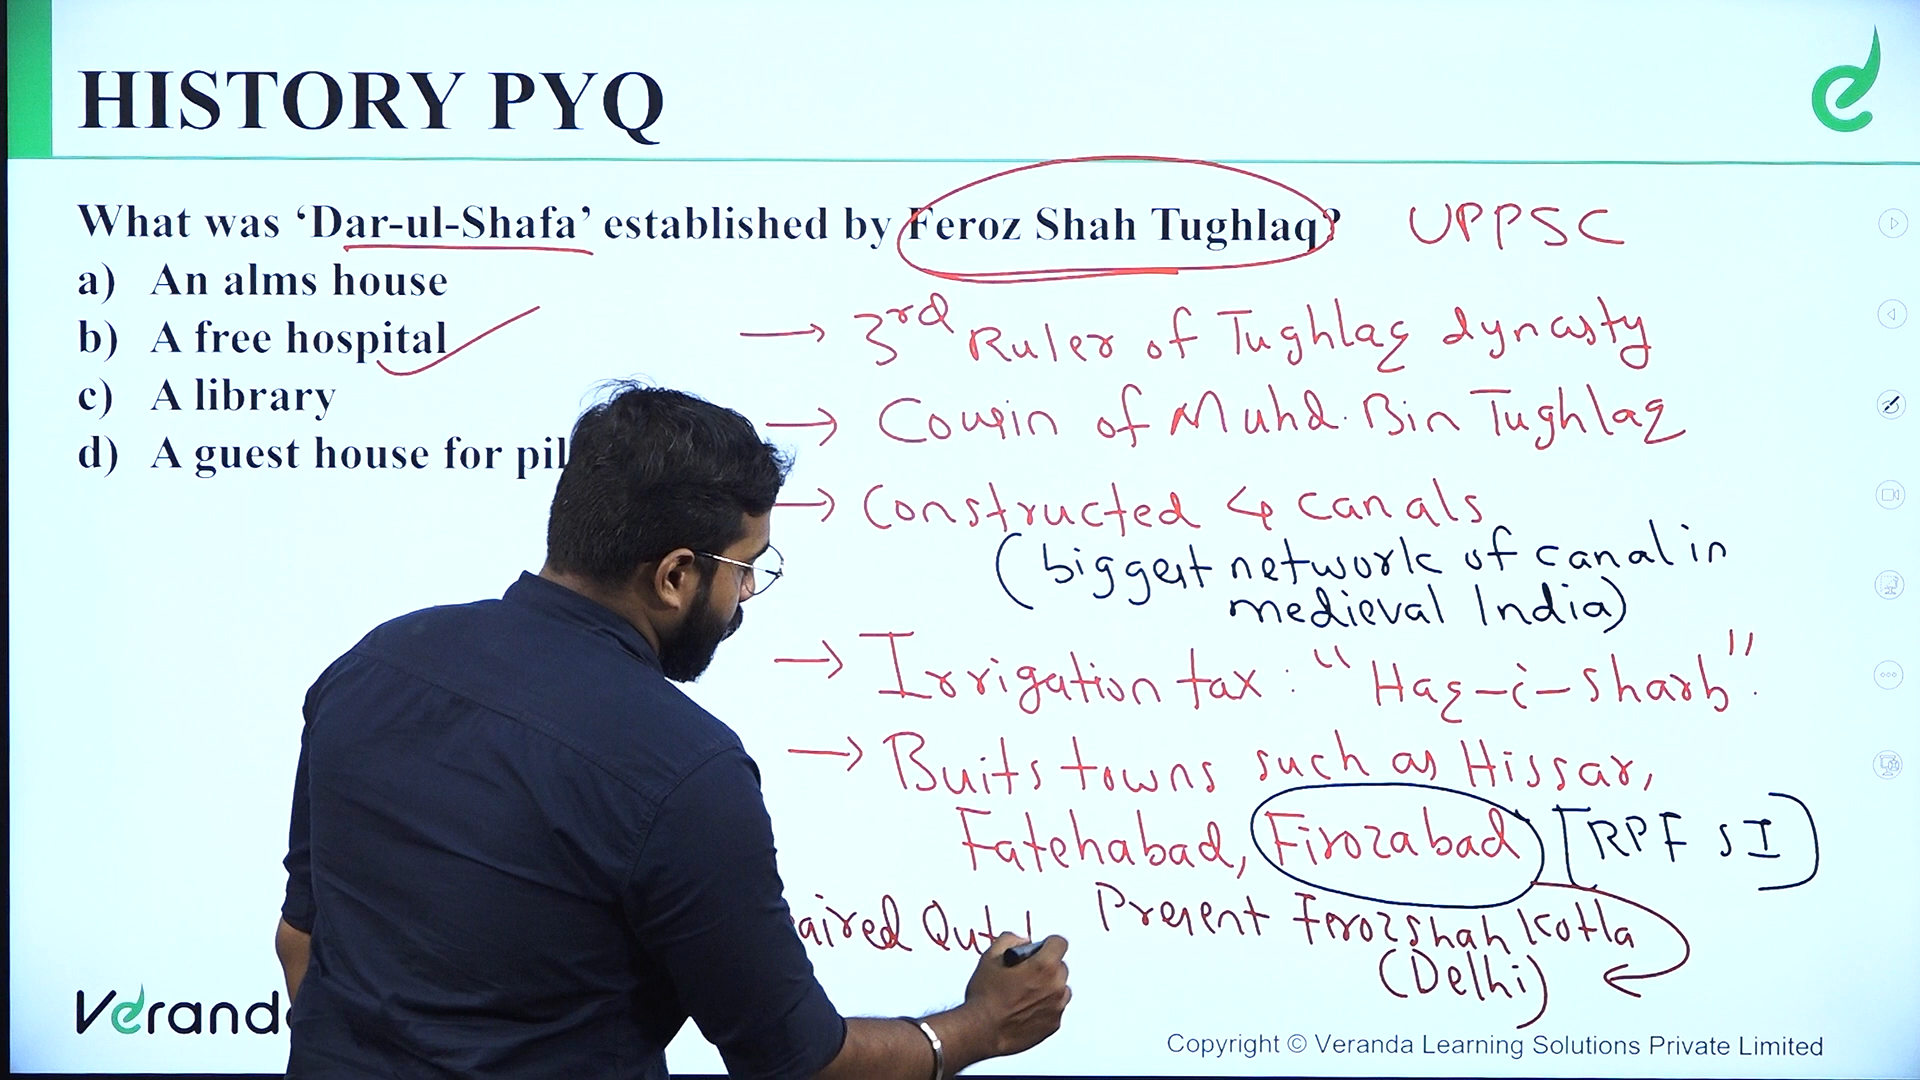 HISTORY PYQ
What was ‘Dar-ul-Shafa’ established by Feroz Shah Tughlaq? UPPSC
a) An alms house
b) A free hospital
c) A library
d) A guest house for pil
→ 3rd Ruler of Tughlaq dynasty
→ Cousin of Muhd. Bin Tughlaq
→ Constructed 4 canals
(biggest network of canal in
medieval India)
→ Irrigation tax: "Haq-i-sharb".
→ Buits towns such as Hissar,
Fatehabad, Firozabad [RPF SI]
aired Qut Present Firozshah Kotla
(Delhi)
Verand
Copyright © Veranda Learning Solutions Private Limited